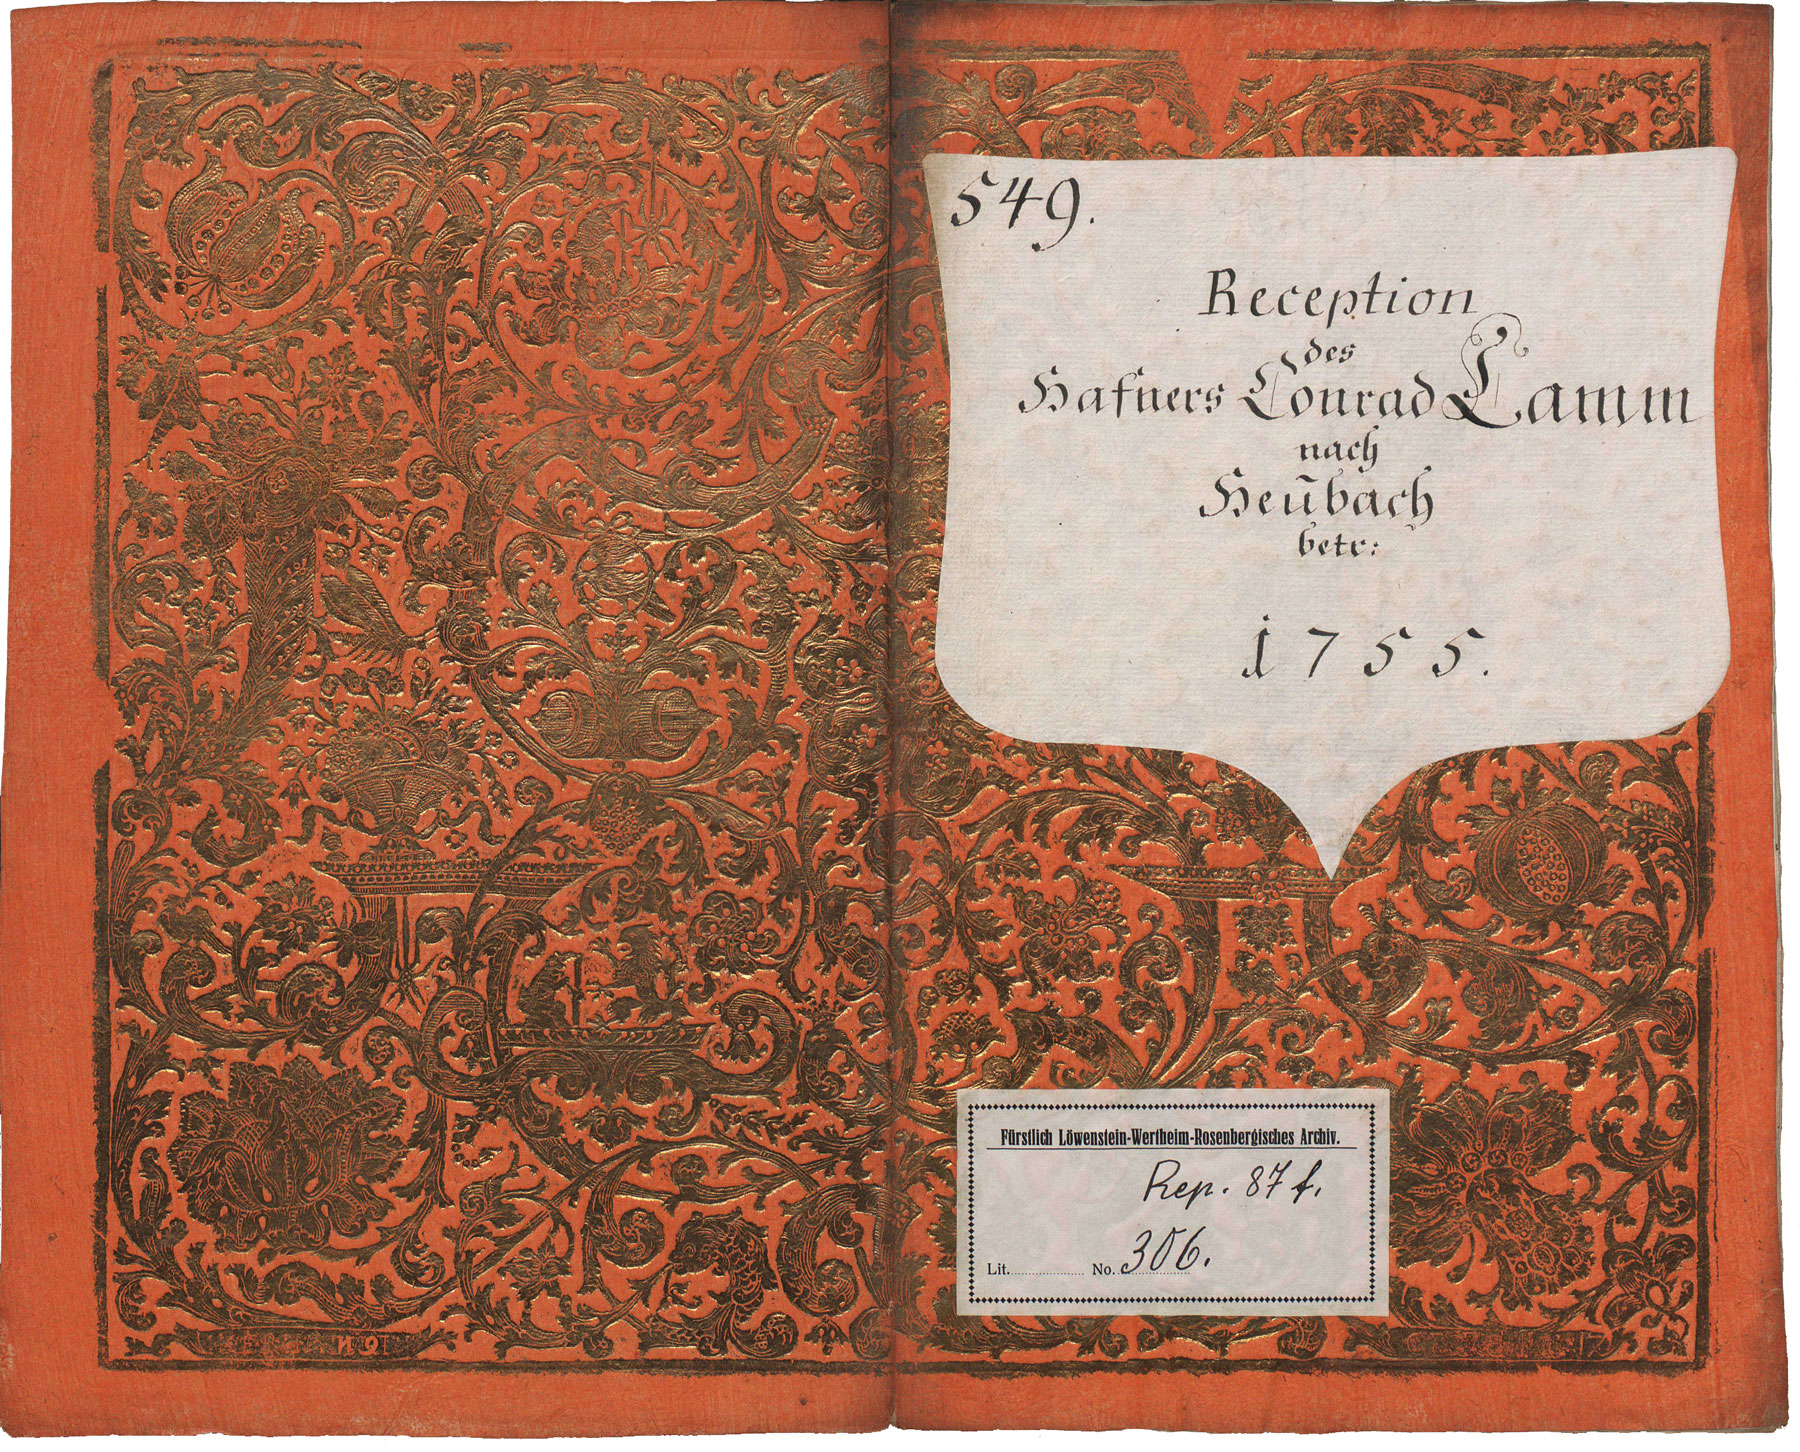 549.
Reception
des
Hafners Conrad Lamm
nach
Heübach
betr:
1755.
Fürstlich Löwenstein-Wertheim-Rosenbergisches Archiv.
Rep. 87 f.
Lit. No. 306.